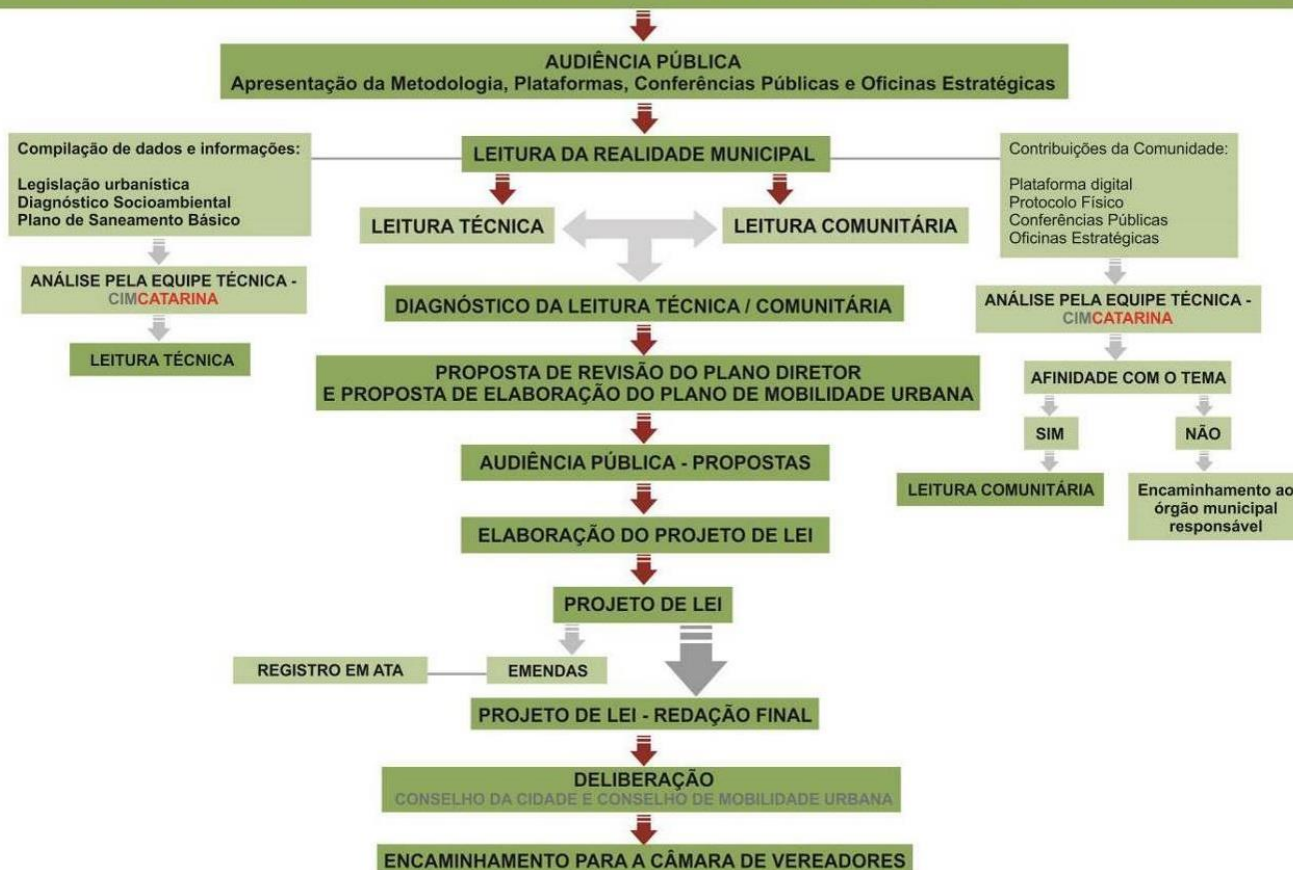 AUDIÊNCIA PÚBLICA
Apresentação da Metodologia, Plataformas, Conferências Públicas e Oficinas Estratégicas
Compilação de dados e informações:
Legislação urbanística
Diagnóstico Socioambiental
Plano de Saneamento Básico
ANÁLISE PELA EQUIPE TÉCNICA -
CIMCATARINA
LEITURA TÉCNICA
LEITURA DA REALIDADE MUNICIPAL
LEITURA TÉCNICA
LEITURA COMUNITÁRIA
Contribuições da Comunidade:
Plataforma digital
Protocolo Físico
Conferências Públicas
Oficinas Estratégicas
ANÁLISE PELA EQUIPE TÉCNICA -
CIMCATARINA
AFINIDADE COM O TEMA
SIM
NÃO
LEITURA COMUNITÁRIA
Encaminhamento ao
órgão municipal
responsável
DIAGNÓSTICO DA LEITURA TÉCNICA / COMUNITÁRIA
PROPOSTA DE REVISÃO DO PLANO DIRETOR
E PROPOSTA DE ELABORAÇÃO DO PLANO DE MOBILIDADE URBANA
AUDIÊNCIA PÚBLICA - PROPOSTAS
ELABORAÇÃO DO PROJETO DE LEI
PROJETO DE LEI
REGISTRO EM ATA
EMENDAS
PROJETO DE LEI - REDAÇÃO FINAL
DELIBERAÇÃO
CONSELHO DA CIDADE E CONSELHO DE MOBILIDADE URBANA
ENCAMINHAMENTO PARA A CÂMARA DE VEREADORES